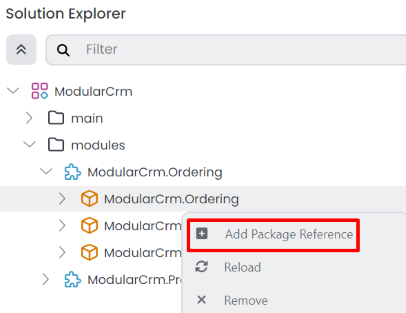 Solution Explorer
Filter
ModularCrm
main
modules
ModularCrm.Ordering
ModularCrm.Ordering
ModularCrm.
Add Package Reference
Reload
ModularCrm
Remove
ModularCrm.Pr